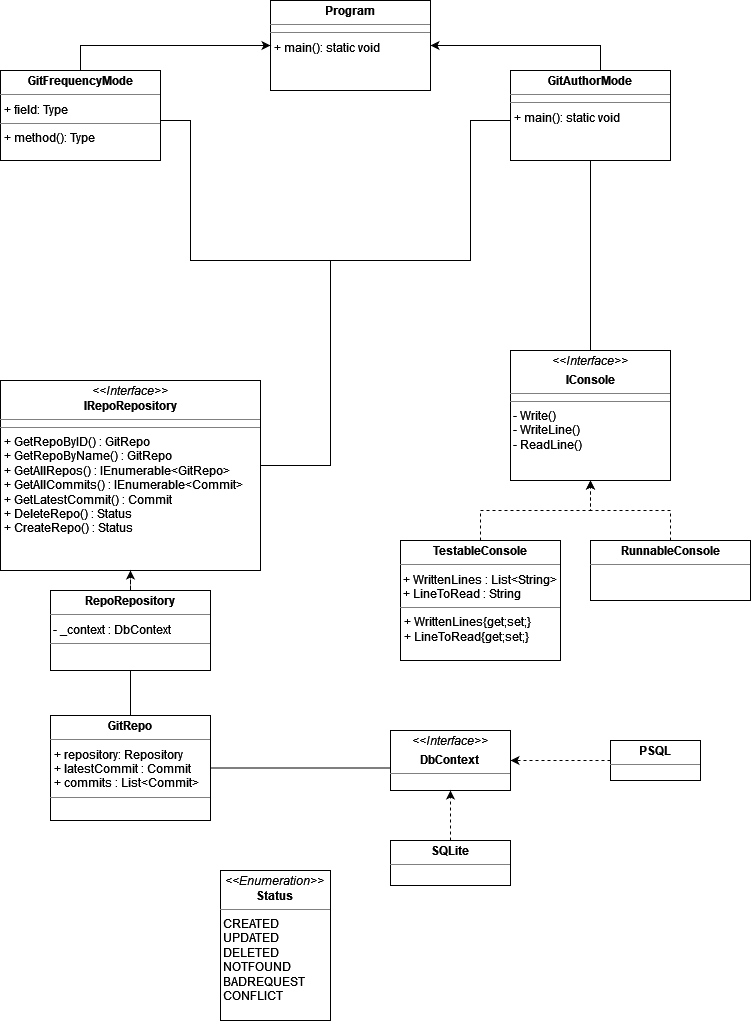 Program
+ main(): static void
GitFrequencyMode
+ field: Type
+ method(): Type
GitAuthorMode
+ main(): static void
<<Interface>>
IConsole
- Write()
- WriteLine()
- ReadLine()
<<Interface>>
IRepoRepository
+ GetRepoByID() : GitRepo
+ GetRepoByName() : GitRepo
+ GetAllRepos() : IEnumerable<GitRepo>
+ GetAllCommits() : IEnumerable<Commit>
+ GetLatestCommit() : Commit
+ DeleteRepo() : Status
+ CreateRepo() : Status
TestableConsole
+ WrittenLines : List<String>
+ LineToRead : String
+ WrittenLines{get;set;}
+ LineToRead{get;set;}
RunnableConsole
RepoRepository
- _context : DbContext
GitRepo
+ repository: Repository
+ latestCommit : Commit
+ commits : List<Commit>
<<Interface>>
DbContext
PSQL
SQLite
<<Enumeration>>
Status
CREATED
UPDATED
DELETED
NOTFOUND
BADREQUEST
CONFLICT